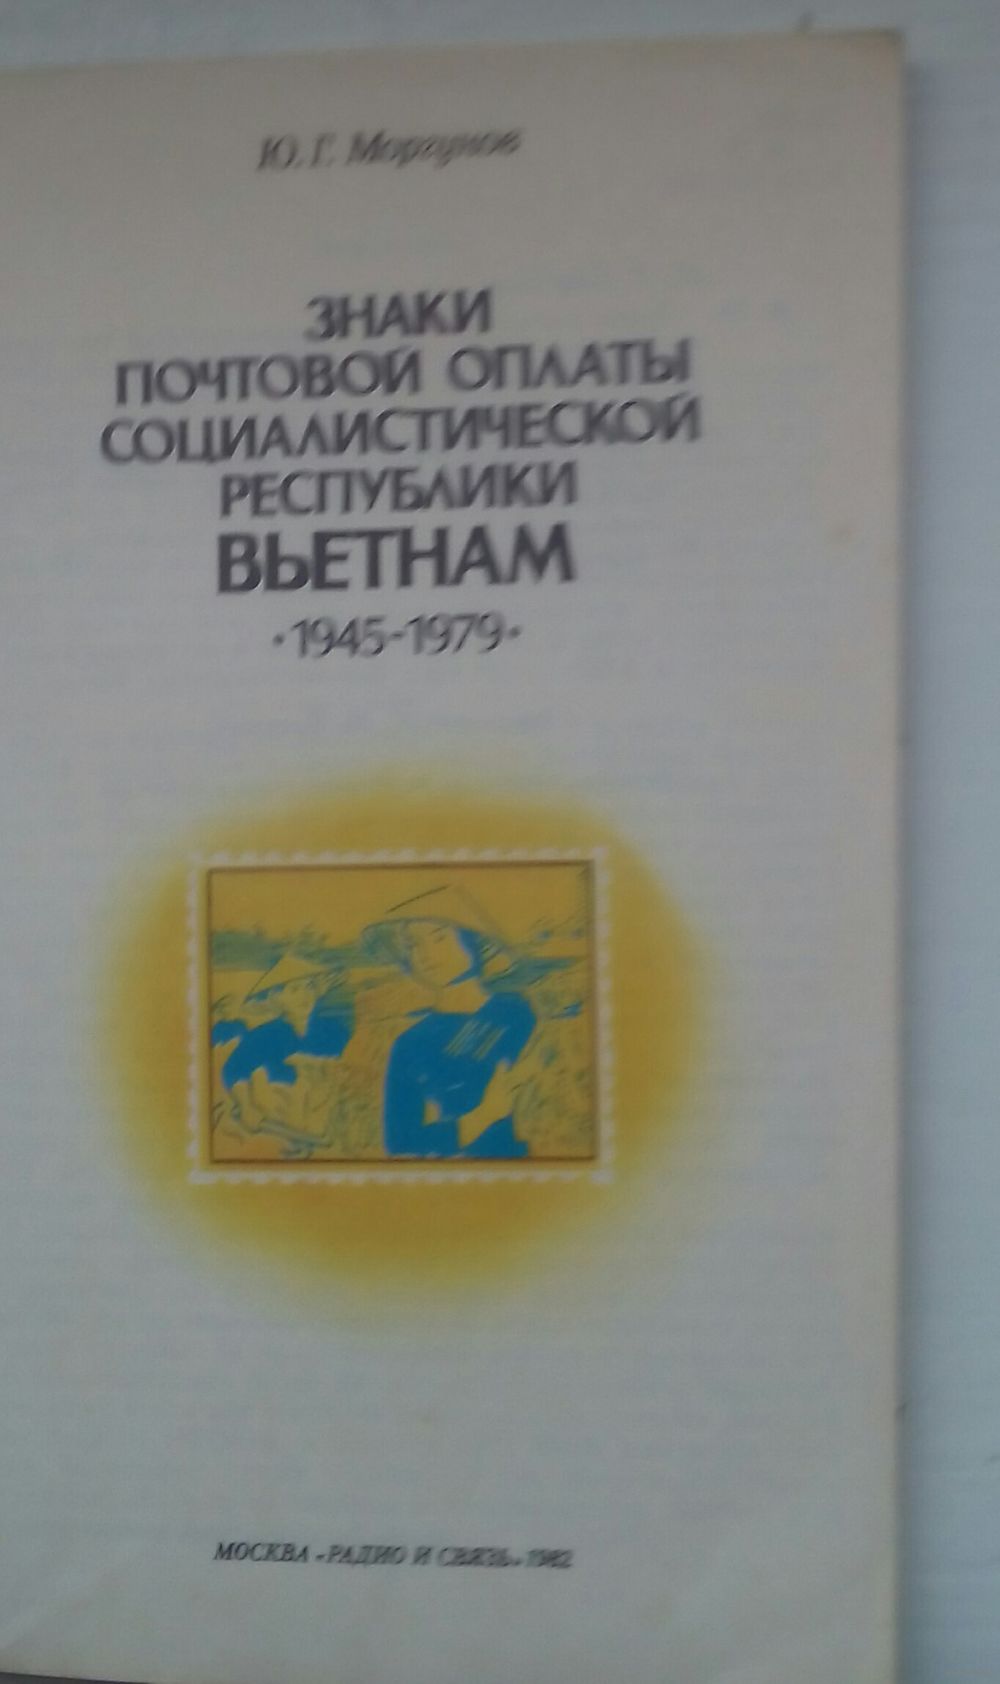 Ю. Г. Моргунов
ЗНАКИ
ПОЧТОВОЙ ОПЛАТЫ
СОЦИАЛИСТИЧЕСКОЙ
РЕСПУБЛИКИ
ВЬЕТНАМ
·1945-1979·
МОСКВА «РАДИО И СВЯЗЬ» 1982